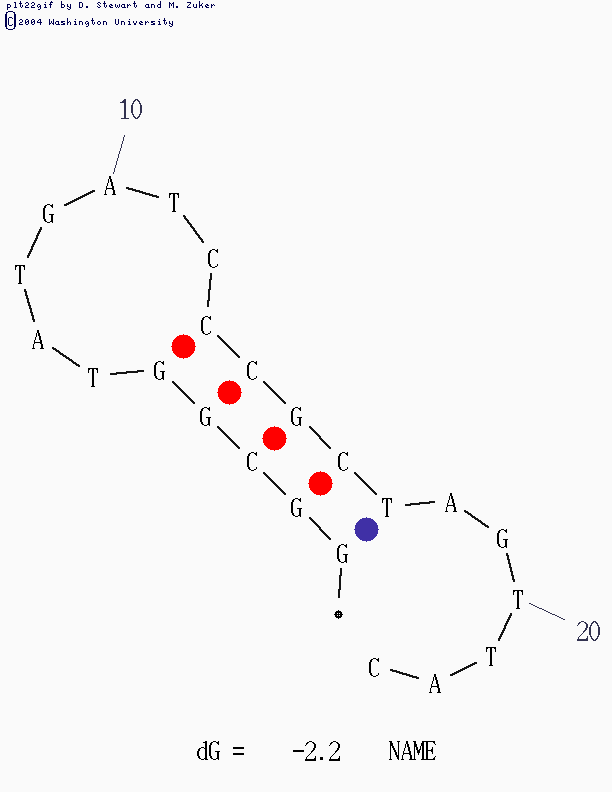 plt22gif by D. Stewart and M. Zuker
© 2004 Washington University
10
A
T
G
C
T
C
A
G
C
T
G
G
C
C
T
A
G
G
G
T
20
T
C
A
dG = -2.2 NAME